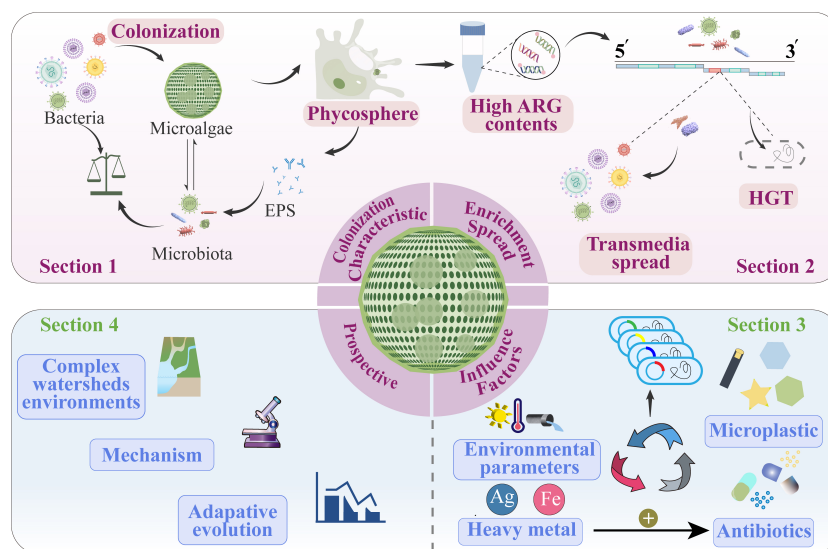 Colonization
Bacteria
Microalgae
Microbiota
EPS
Phycosphere
High ARG
contents
5′
3′
HGT
Transmedia
spread
Section 1
Section 2
Colonization
Characteristic
Enrichment
Spread
Prospective
Influence
Factors
Section 4
Complex
watersheds
environments
Mechanism
Adapative
evolution
Section 3
Microplastic
Environmental
parameters
Ag
Fe
Heavy metal
+
Antibiotics